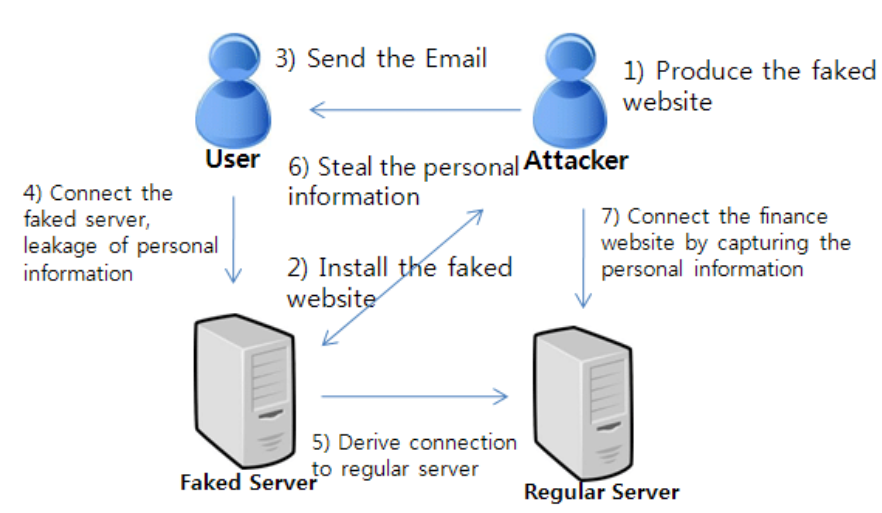 3) Send the Email
1) Produce the faked
website
User
Attacker
6) Steal the personal
information
4) Connect the
faked server,
leakage of personal
information
7) Connect the finance
website by capturing the
personal information
2) Install the faked
website
5) Derive connection
to regular server
Faked Server
Regular Server